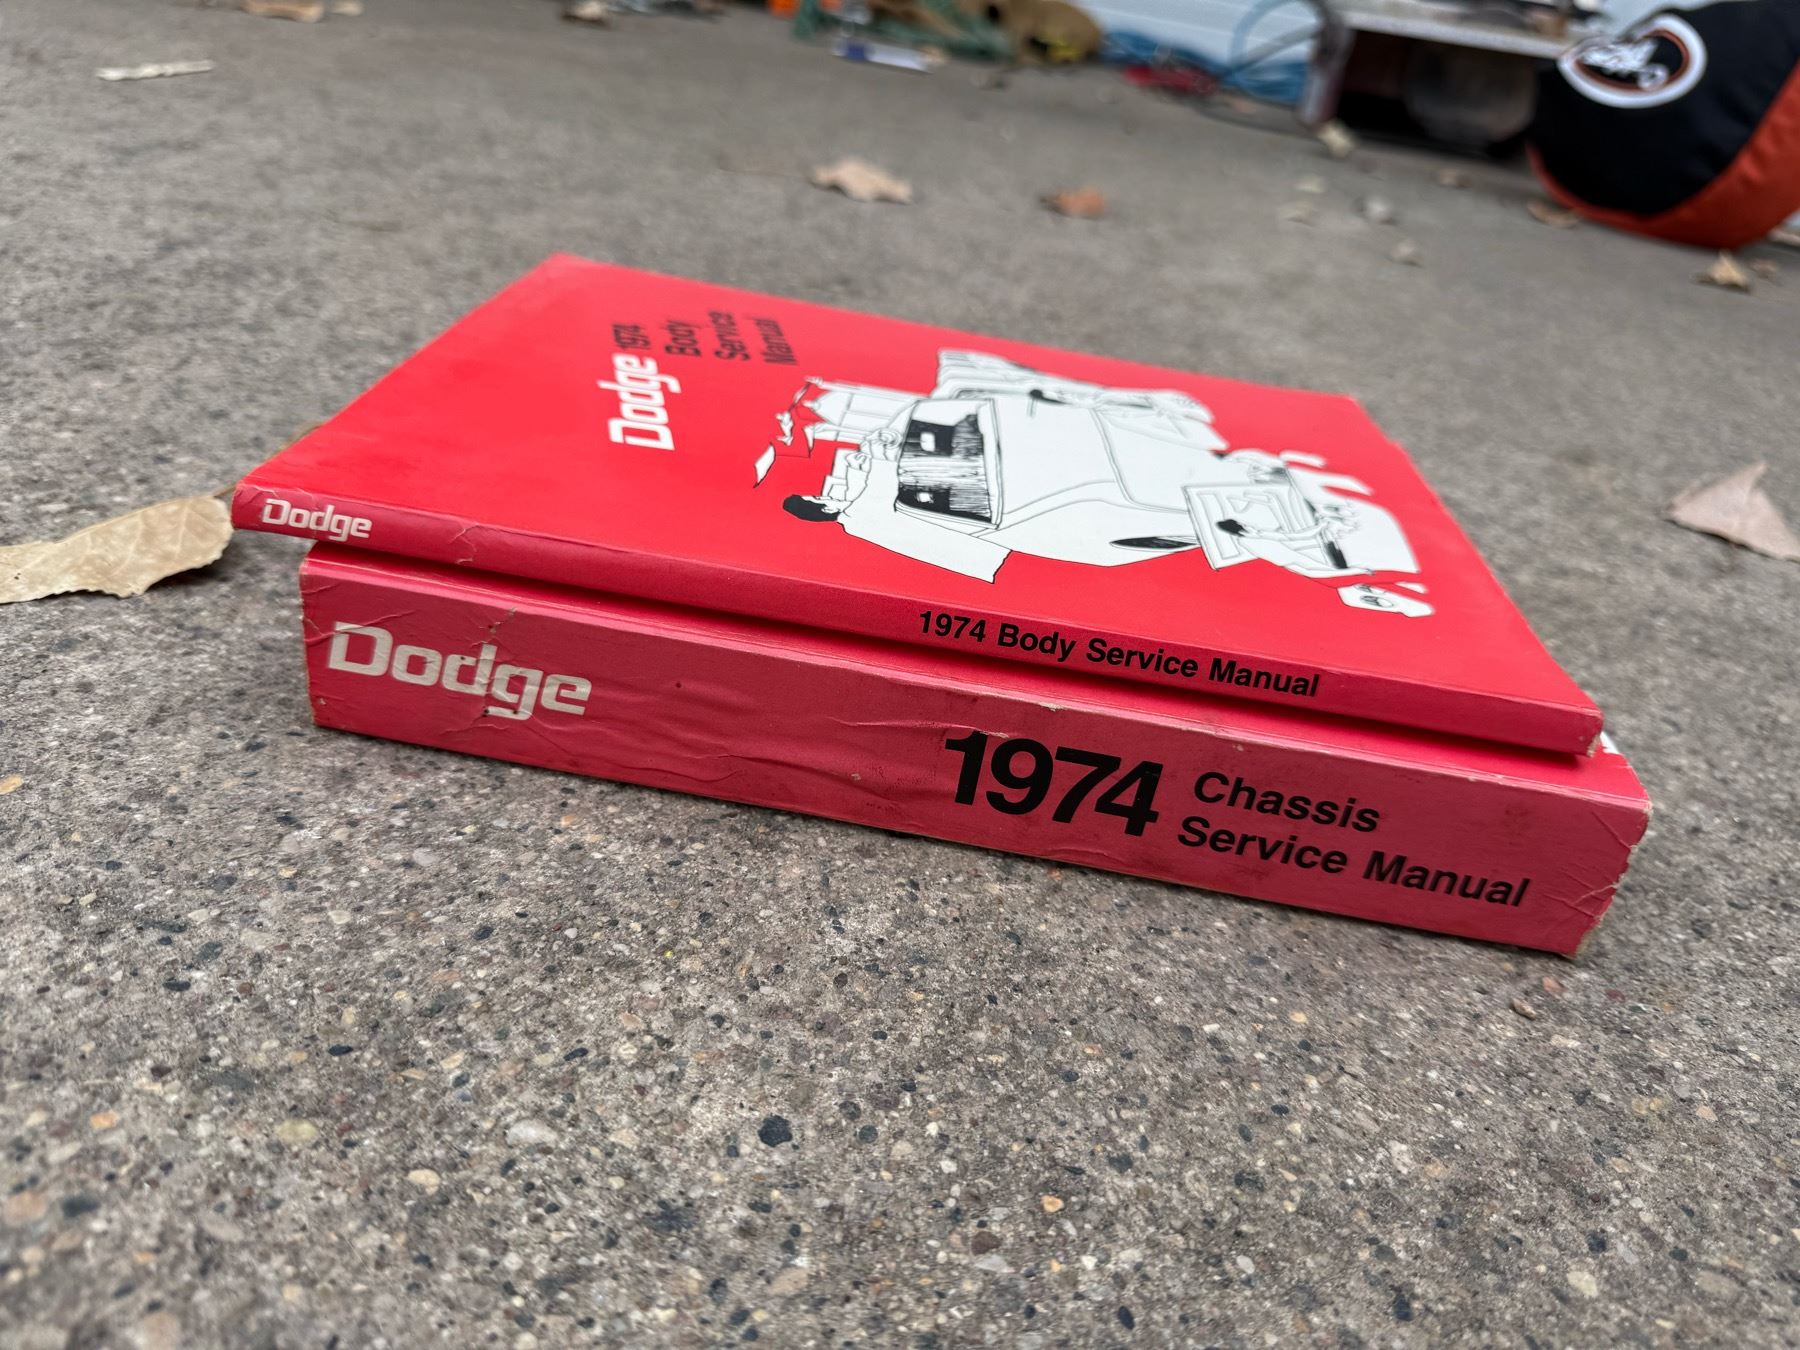 Dodge 1974
Body
Service
Manual
Dodge
1974 Body Service Manual
Dodge
1974
Chassis
Service Manual